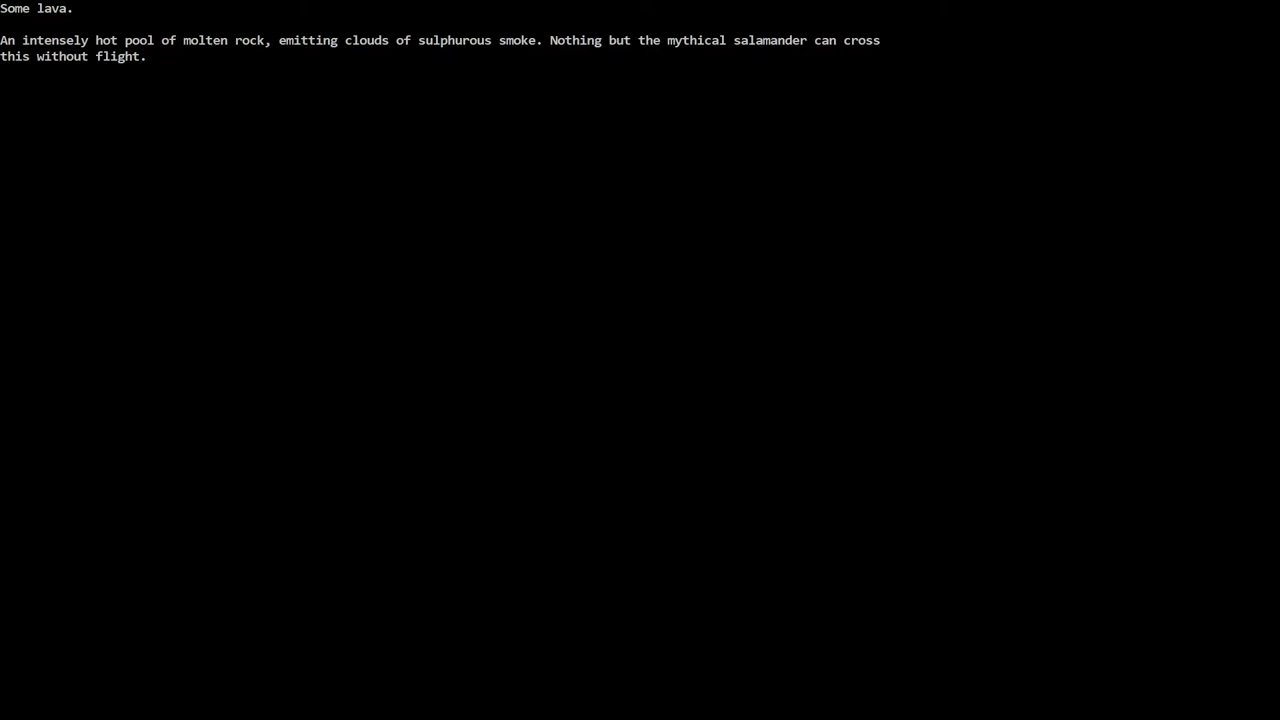 Some lava.
An intensely hot pool of molten rock, emitting clouds of sulphurous smoke. Nothing but the mythical salamander can cross
this without flight.